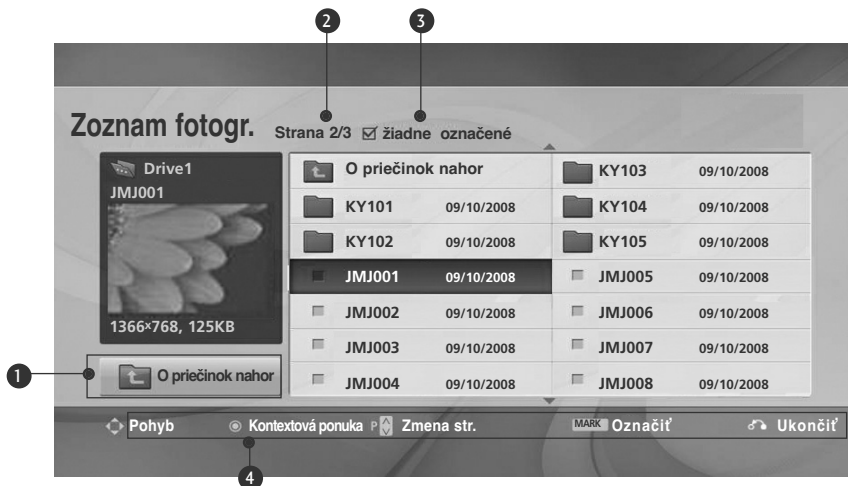 2 3
Zoznam fotogr. Strana 2/3 žiadne označené
Drive1
JMJ001
1366×768, 125KB
O priečinok nahor
O priečinok nahor
KY101 09/10/2008
KY102 09/10/2008
JMJ001 09/10/2008
JMJ002 09/10/2008
JMJ003 09/10/2008
JMJ004 09/10/2008
KY103 09/10/2008
KY104 09/10/2008
KY105 09/10/2008
JMJ005 09/10/2008
JMJ006 09/10/2008
JMJ007 09/10/2008
JMJ008 09/10/2008
1
Pohyb Kontextová ponuka P Zmena str. MARK Označiť Ukončiť
4